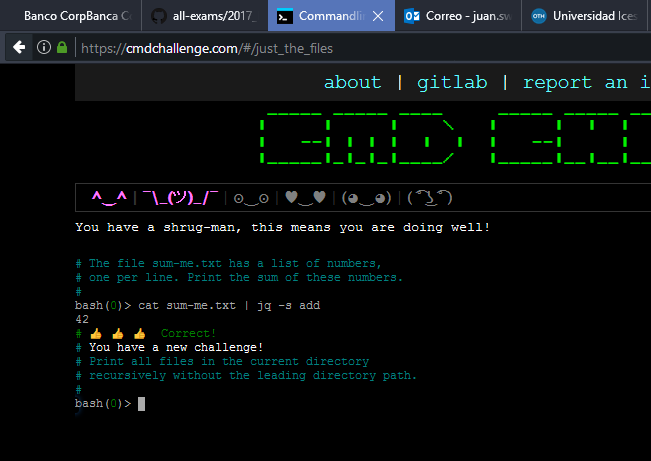 Banco CorpBanca C
all-exams/2017_
Commandli
Correo - juan.sw
Universidad Ices
https://cmdchallenge.com/#/just_the_files
about | gitlab | report an i
^‿^ | ¯\_(ツ)_/¯ | ⊙‿⊙ | ♥‿♥ | (◕‿◕) | ( ͡° ͜ʖ ͡°)
You have a shrug-man, this means you are doing well!
# The file sum-me.txt has a list of numbers,
# one per line. Print the sum of these numbers.
#
bash(0)> cat sum-me.txt | jq -s add
42
# 👍 👍 👍 Correct!
# You have a new challenge!
# Print all files in the current directory
# recursively without the leading directory path.
#
bash(0)>